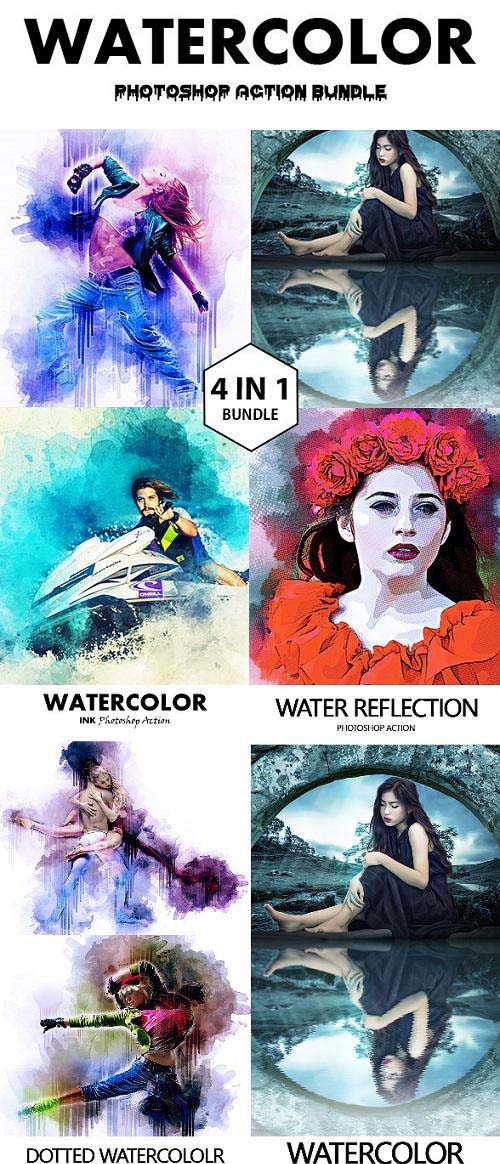 WATERCOLOR
PHOTOSHOP ACTION BUNDLE
4 IN 1
BUNDLE
O'NEILL
WATERCOLOR
INK Photoshop Action
WATER REFLECTION
PHOTOSHOP ACTION
DOTTED WATERCOLOLR
WATERCOLOR